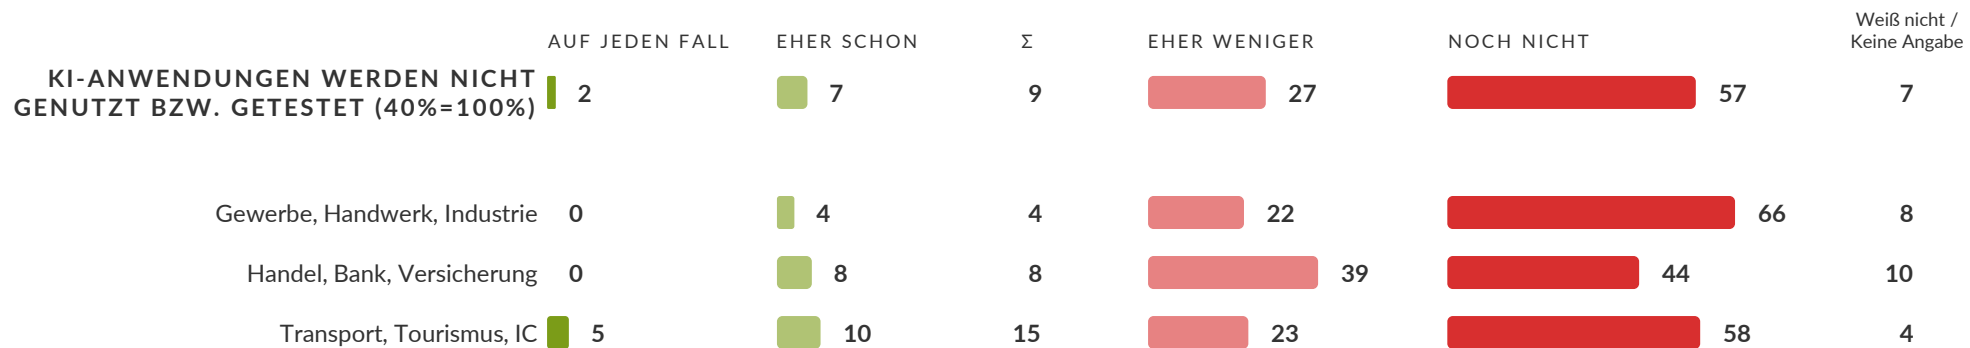 AUF JEDEN FALL EHER SCHON Σ EHER WENIGER NOCH NICHT Weiß nicht /
Keine Angabe
KI-ANWENDUNGEN WERDEN NICHT
GENUTZT BZW. GETESTET (40%=100%) 2 7 9 27 57 7
Gewerbe, Handwerk, Industrie 0 4 4 22 66 8
Handel, Bank, Versicherung 0 8 8 39 44 10
Transport, Tourismus, IC 5 10 15 23 58 4